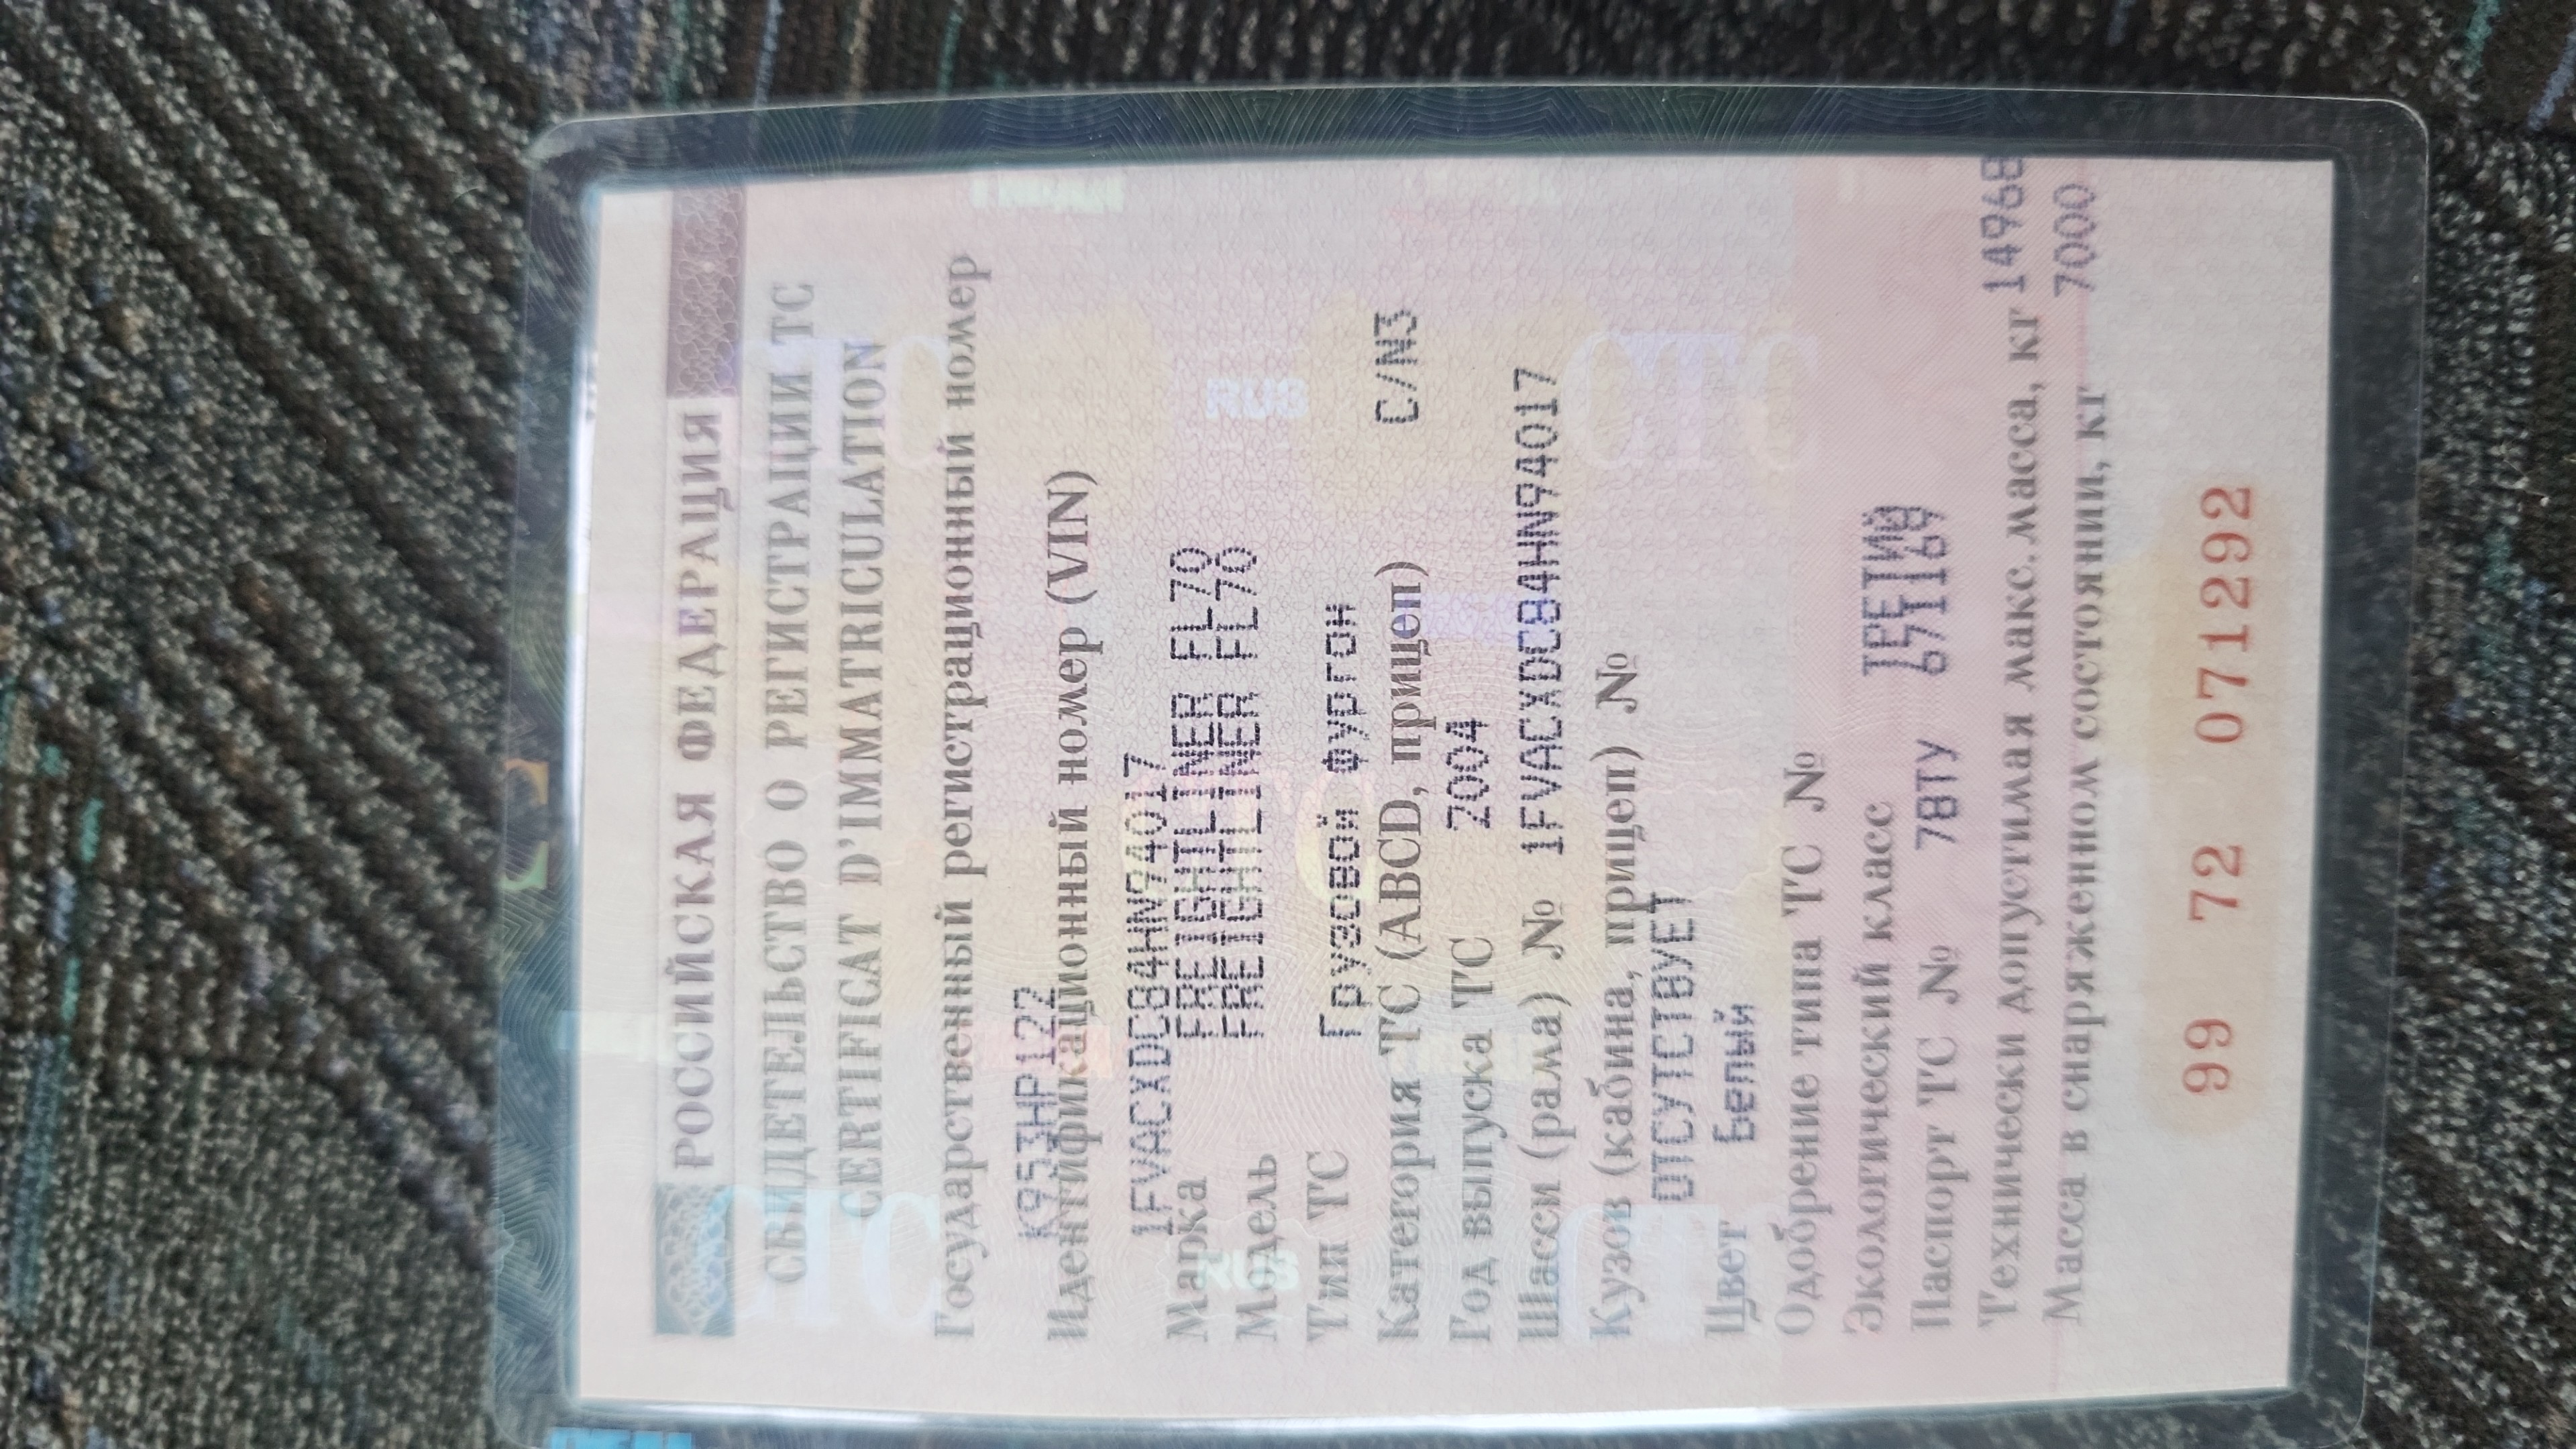 РОССИЙСКАЯ ФЕДЕРАЦИЯ
СВИДЕТЕЛЬСТВО О РЕГИСТРАЦИИ ТС
CERTIFICAT D'IMMATRICULATION
Государственный регистрационный номер
К953НР122
Идентификационный номер (VIN)
1FVACXDC84HN94017
Марка FREIGHTLINER FL70
Модель FREIGHTLINER FL70
Тип ТС Грузовой фургон
Категория ТС (ABCD, прицеп) C/N3
Год выпуска ТС 2004
Шасси (рама) № 1FVACXDC84HN94017
Кузов (кабина, прицеп) №
ОТСУТСТВУЕТ
Цвет Белый
Одобрение типа ТС №
Экологический класс ТРЕТИЙ
Паспорт ТС № 78ТУ 671169
Технически допустимая макс. масса, кг 14968
Масса в снаряженном состоянии, кг 7000
99 72 071292